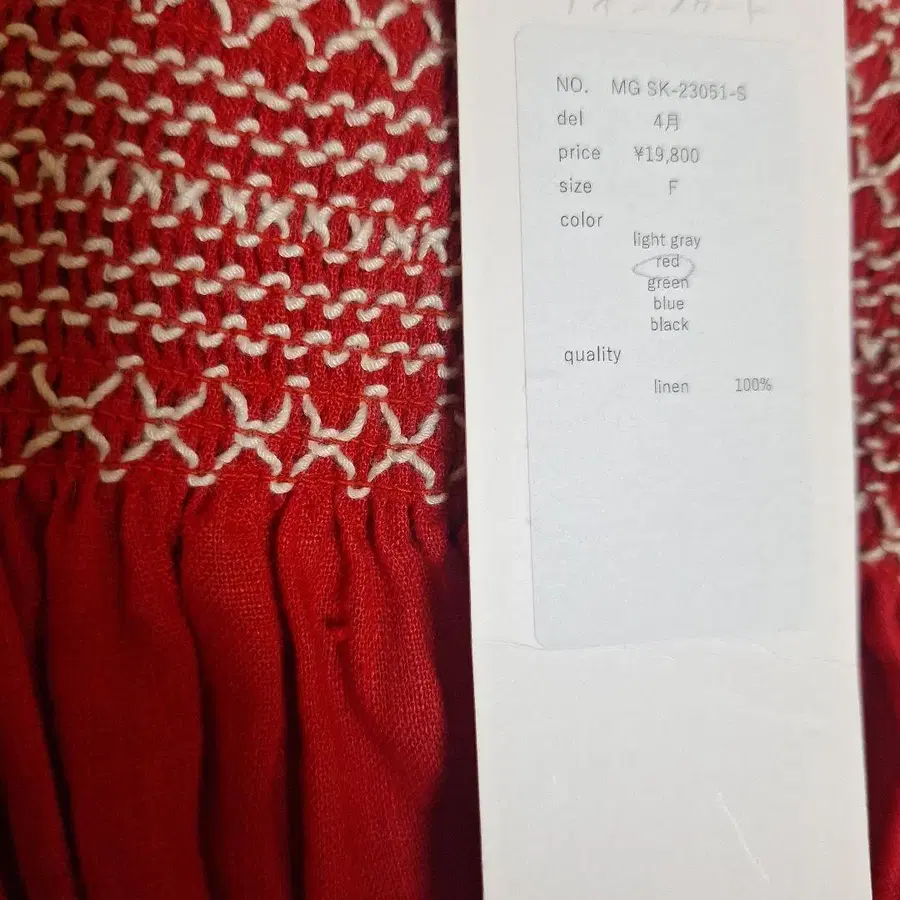 NO. MG SK-23051-S
del 4月
price ¥19,800
size F
color
light gray
red
green
blue
black
quality
linen 100%